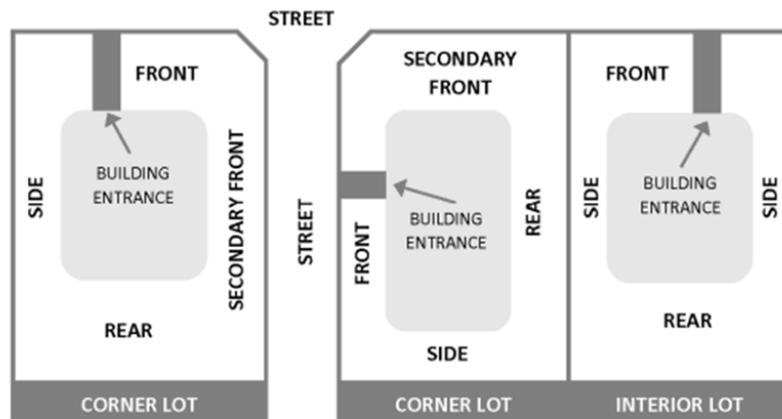 STREET
FRONT
SIDE
BUILDING
ENTRANCE
SECONDARY FRONT
REAR
CORNER LOT
STREET
SECONDARY
FRONT
FRONT
BUILDING
ENTRANCE
REAR
SIDE
CORNER LOT
FRONT
SIDE
BUILDING
ENTRANCE
SIDE
REAR
INTERIOR LOT